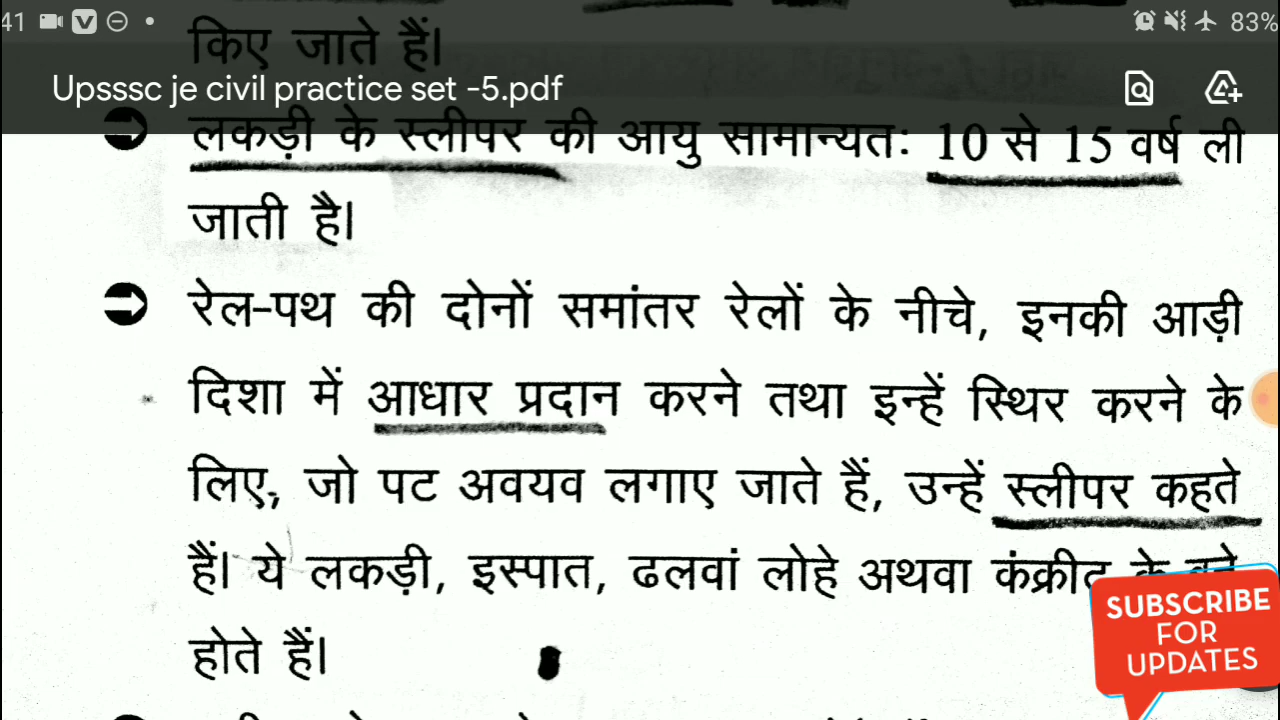 41 83%
किए जाते हैं।
Upsssc je civil practice set -5.pdf
लकड़ी के स्लीपर की आयु सामान्यतः 10 से 15 वर्ष ली
जाती है।
रेल-पथ की दोनों समांतर रेलों के नीचे, इनकी आड़ी
दिशा में आधार प्रदान करने तथा इन्हें स्थिर करने के
लिए, जो पट अवयव लगाए जाते हैं, उन्हें स्लीपर कहते
हैं। ये लकड़ी, इस्पात, ढलवां लोहे अथवा कंक्रीट के बने
होते हैं।
SUBSCRIBE
FOR
UPDATES